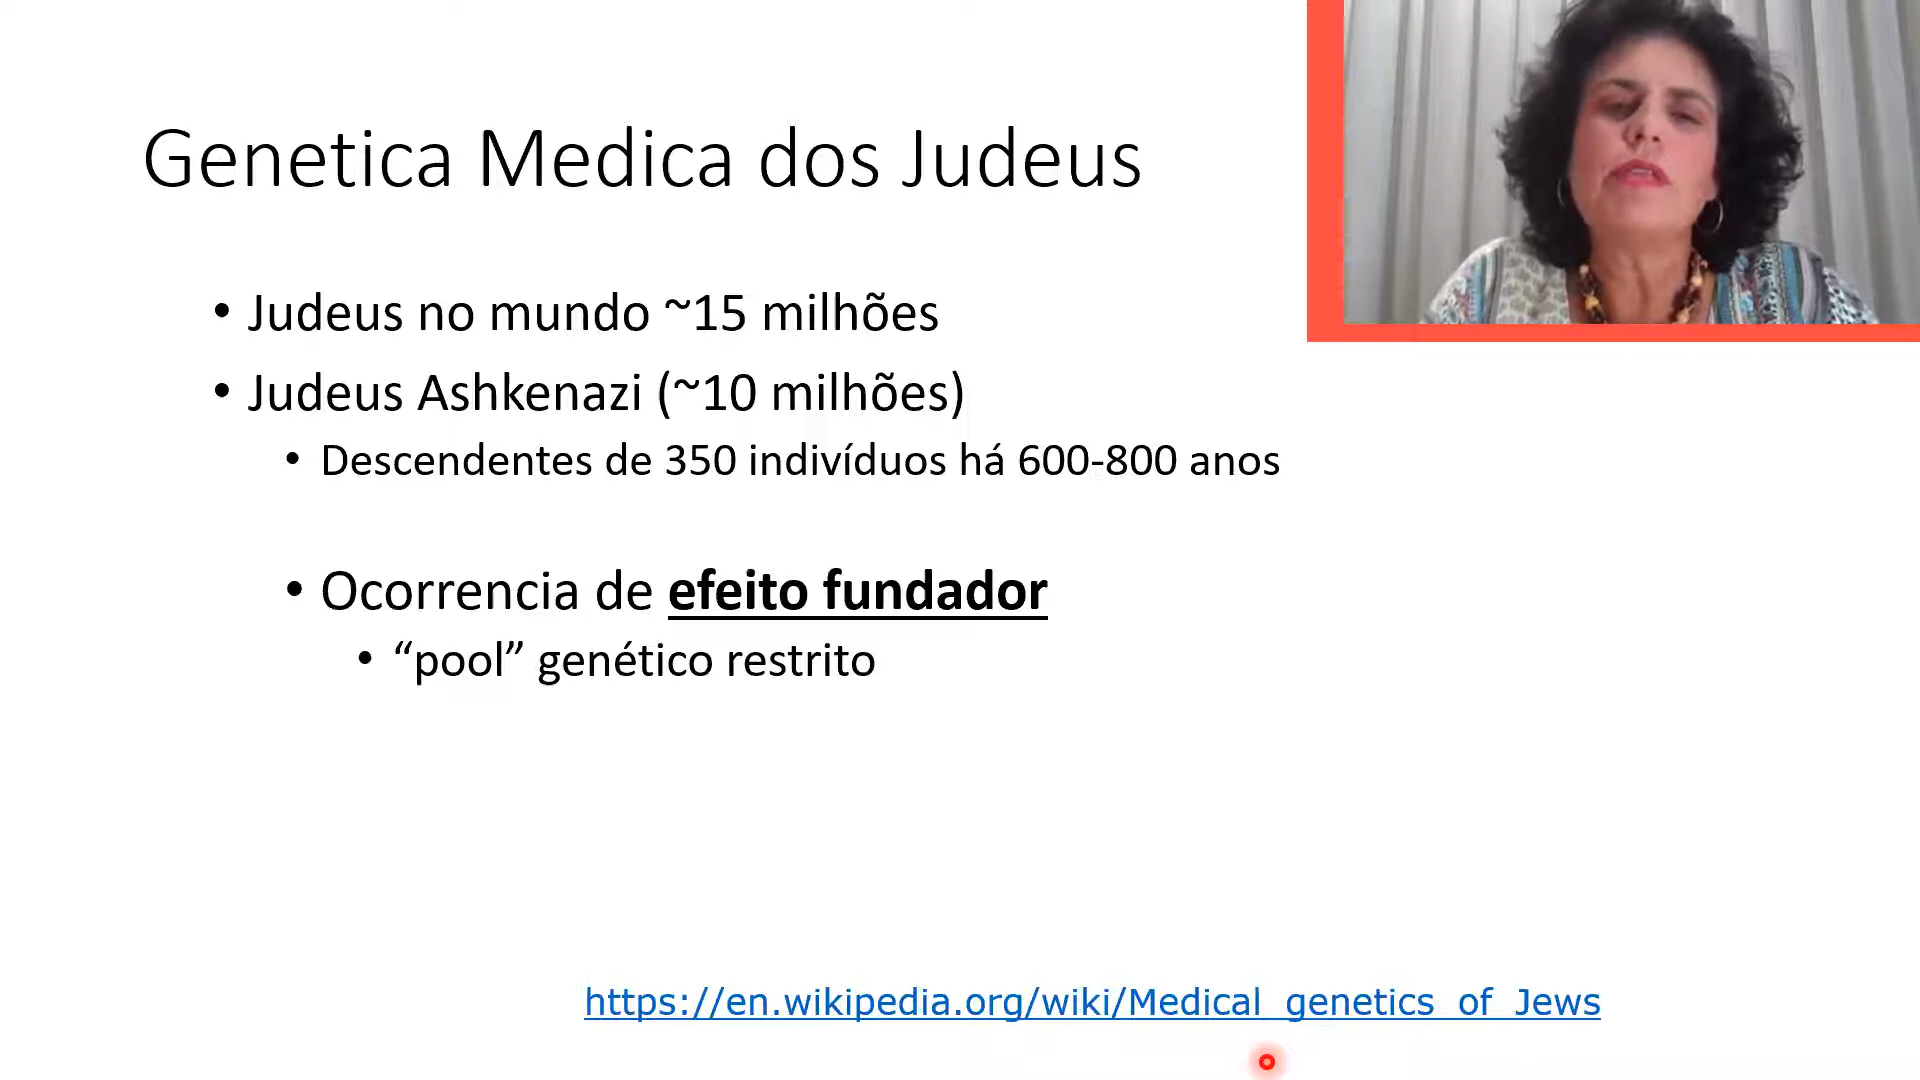 Genetica Medica dos Judeus
• Judeus no mundo ~15 milhões
• Judeus Ashkenazi (~10 milhões)
• Descendentes de 350 indivíduos há 600-800 anos
• Ocorrencia de efeito fundador
• “pool” genético restrito
https://en.wikipedia.org/wiki/Medical_genetics_of_Jews